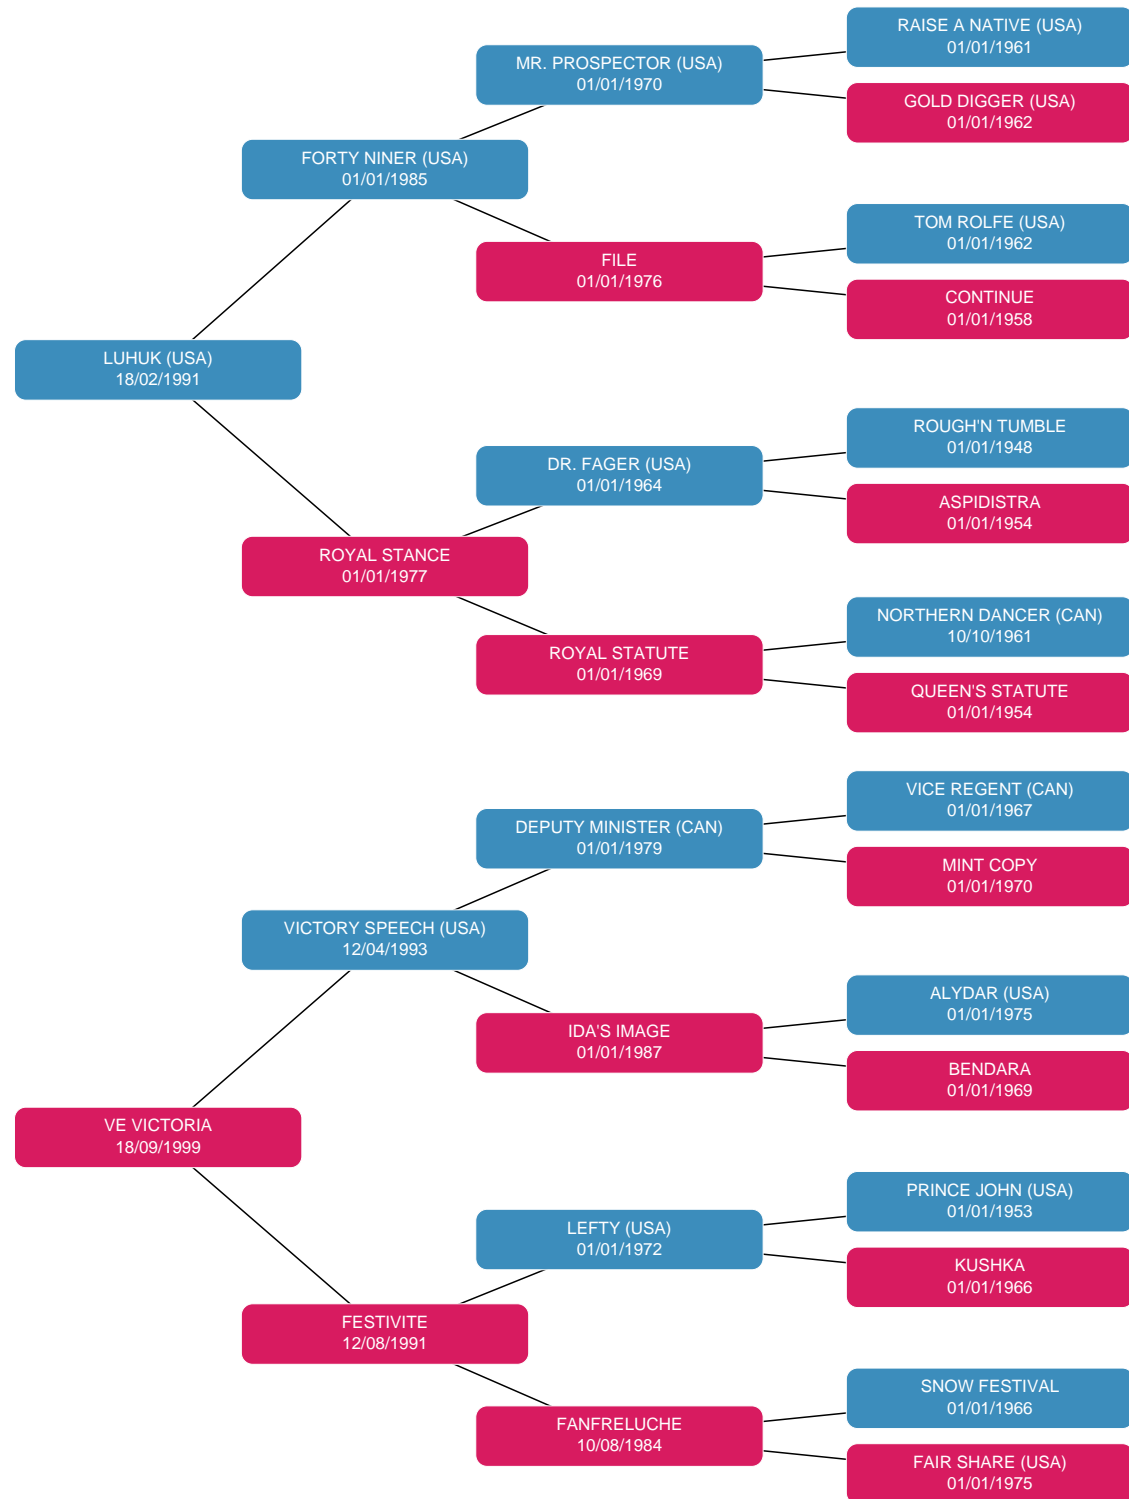 RAISE A NATIVE (USA)
01/01/1961
MR. PROSPECTOR (USA)
01/01/1970
GOLD DIGGER (USA)
01/01/1962
FORTY NINER (USA)
01/01/1985
TOM ROLFE (USA)
01/01/1962
FILE
01/01/1976
CONTINUE
01/01/1958
LUHUK (USA)
18/02/1991
ROUGH'N TUMBLE
01/01/1948
DR. FAGER (USA)
01/01/1964
ASPIDISTRA
01/01/1954
ROYAL STANCE
01/01/1977
NORTHERN DANCER (CAN)
10/10/1961
ROYAL STATUTE
01/01/1969
QUEEN'S STATUTE
01/01/1954
VICE REGENT (CAN)
01/01/1967
DEPUTY MINISTER (CAN)
01/01/1979
MINT COPY
01/01/1970
VICTORY SPEECH (USA)
12/04/1993
ALYDAR (USA)
01/01/1975
IDA'S IMAGE
01/01/1987
BENDARA
01/01/1969
VE VICTORIA
18/09/1999
PRINCE JOHN (USA)
01/01/1953
LEFTY (USA)
01/01/1972
KUSHKA
01/01/1966
FESTIVITE
12/08/1991
SNOW FESTIVAL
01/01/1966
FANFRELUCHE
10/08/1984
FAIR SHARE (USA)
01/01/1975